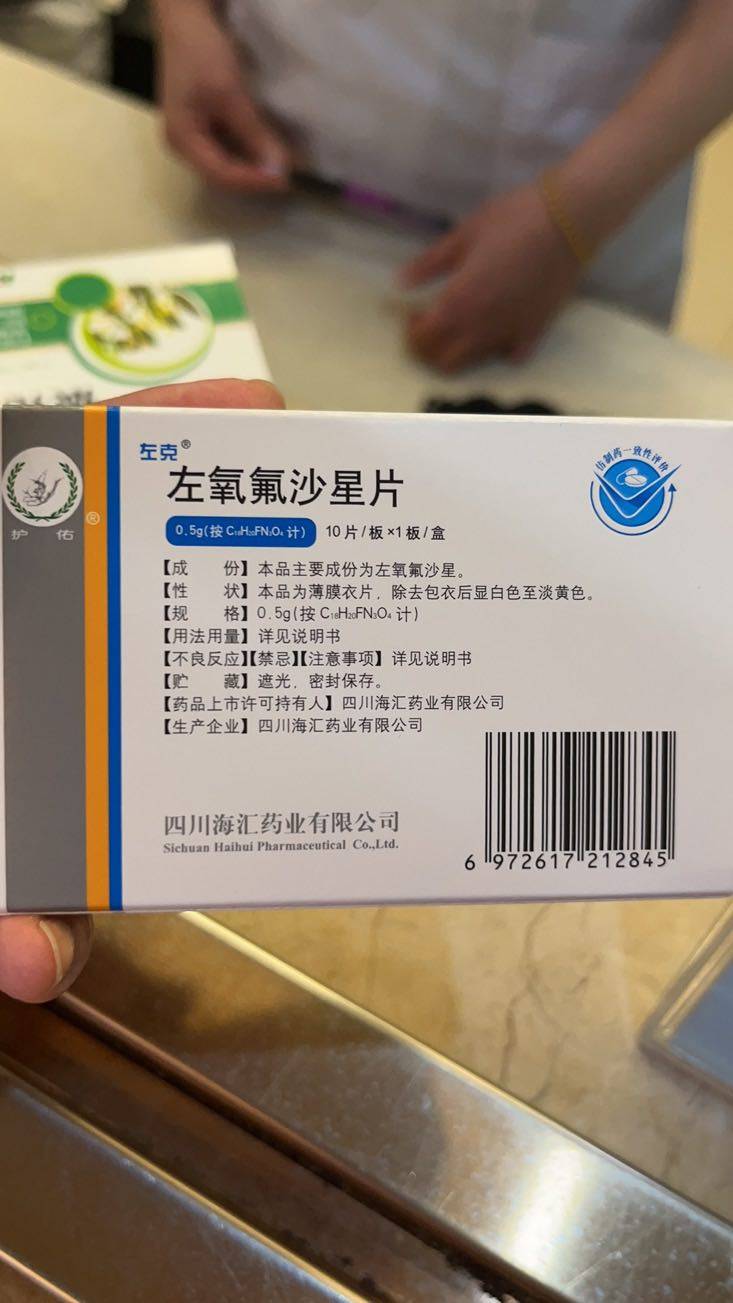 左克®
左氧氟沙星片
0.5g(按C₁₈H₂₀FN₃O₄计) 10片/板×1板/盒
仿制药一致性评价
护佑®
【成 份】本品主要成份为左氧氟沙星。
【性 状】本品为薄膜衣片,除去包衣后显白色至淡黄色。
【规 格】0.5g(按C₁₈H₂₀FN₃O₄计)
【用法用量】详见说明书
【不良反应】【禁忌】【注意事项】详见说明书
【贮 藏】遮光,密封保存。
【药品上市许可持有人】四川海汇药业有限公司
【生产企业】四川海汇药业有限公司
四川海汇药业有限公司
Sichuan Haihui Pharmaceutical Co.,Ltd.
6 972617 212845